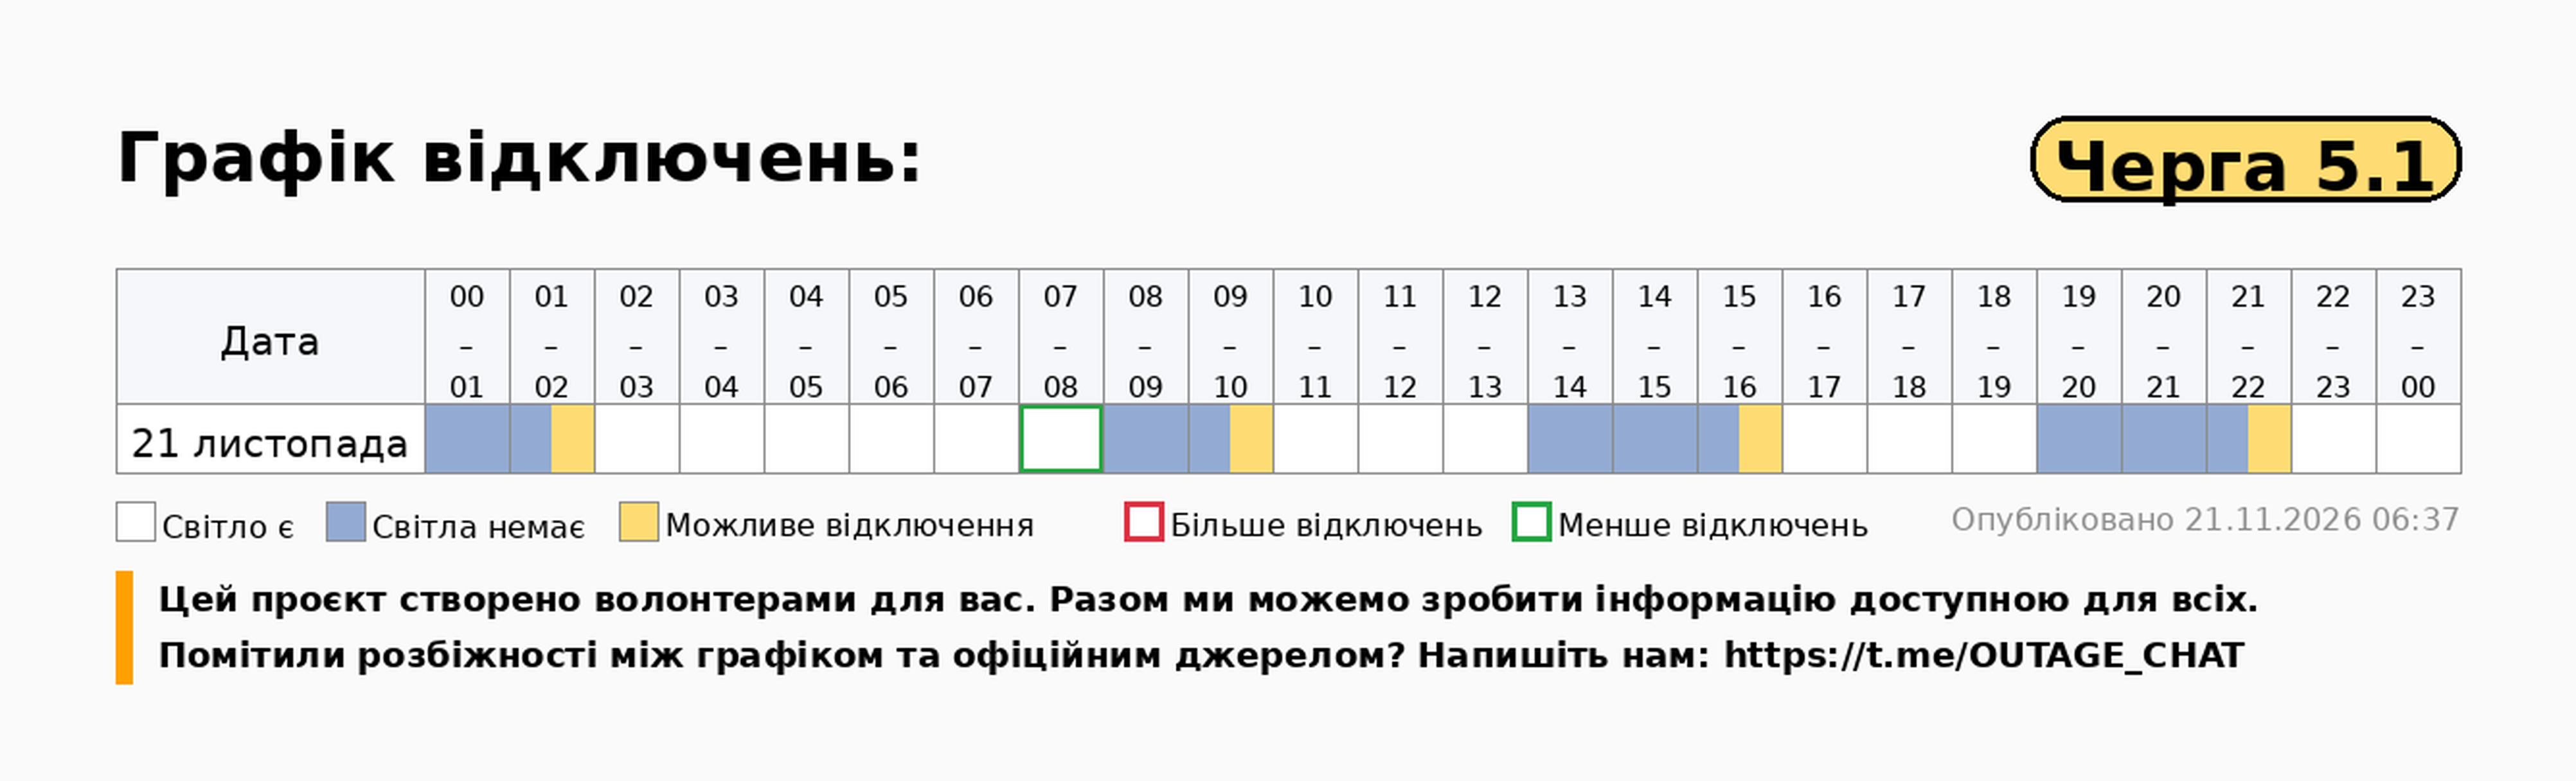 Графік відключень:
Черга 5.1
Дата
00 – 01
01 – 02
02 – 03
03 – 04
04 – 05
05 – 06
06 – 07
07 – 08
08 – 09
09 – 10
10 – 11
11 – 12
12 – 13
13 – 14
14 – 15
15 – 16
16 – 17
17 – 18
18 – 19
19 – 20
20 – 21
21 – 22
22 – 23
23 – 00
21 листопада
Світло є
Світла немає
Можливе відключення
Більше відключень
Менше відключень
Опубліковано 21.11.2026 06:37
Цей проєкт створено волонтерами для вас. Разом ми можемо зробити інформацію доступною для всіх.
Помітили розбіжності між графіком та офіційним джерелом? Напишіть нам: https://t.me/OUTAGE_CHAT